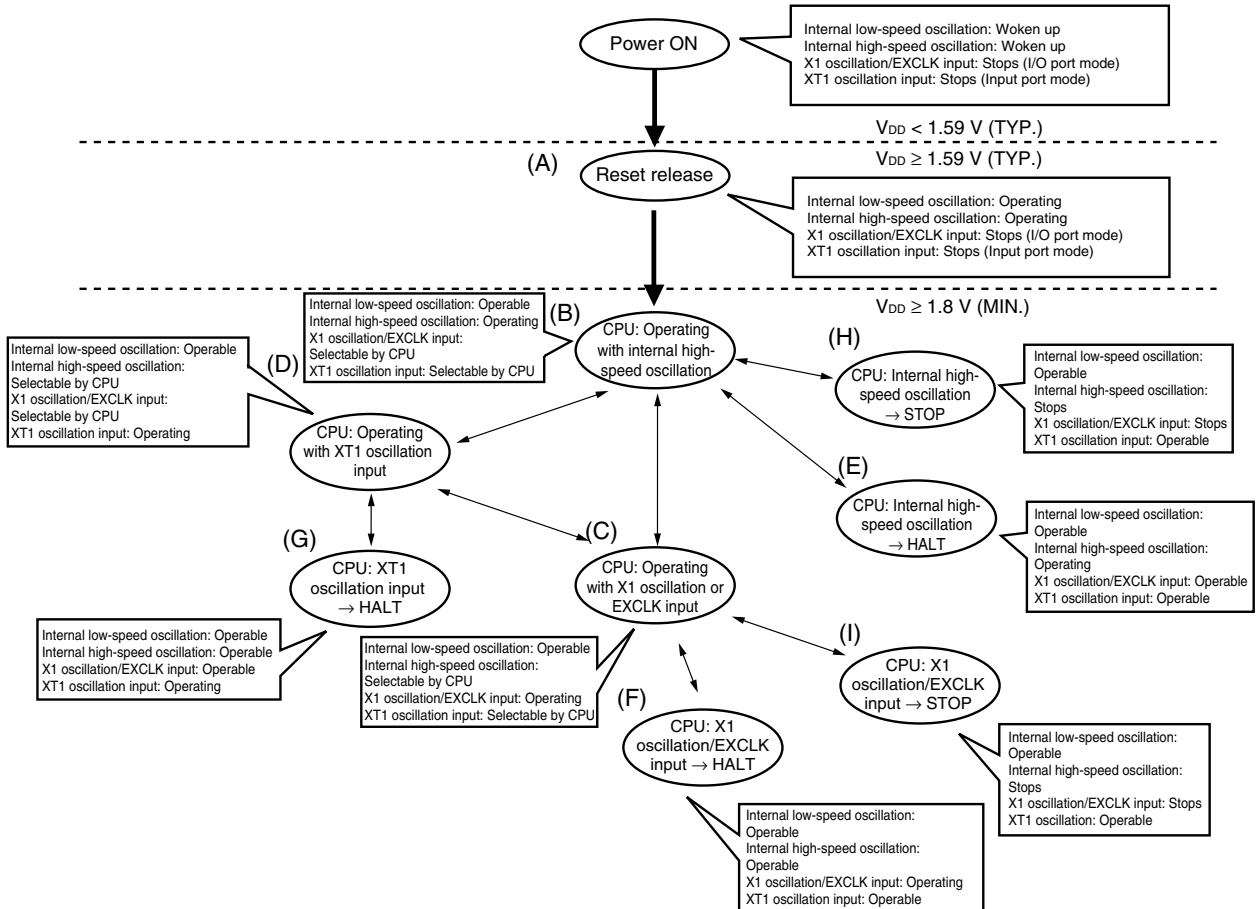 Power ON
Internal low-speed oscillation: Woken up
Internal high-speed oscillation: Woken up
X1 oscillation/EXCLK input: Stops (I/O port mode)
XT1 oscillation input: Stops (Input port mode)
VDD < 1.59 V (TYP.)
VDD ≥ 1.59 V (TYP.)
(A)
Reset release
Internal low-speed oscillation: Operating
Internal high-speed oscillation: Operating
X1 oscillation/EXCLK input: Stops (I/O port mode)
XT1 oscillation input: Stops (Input port mode)
VDD ≥ 1.8 V (MIN.)
Internal low-speed oscillation: Operable
Internal high-speed oscillation: Operating
X1 oscillation/EXCLK input:
Selectable by CPU
XT1 oscillation input: Selectable by CPU
(B)
CPU: Operating
with internal high-
speed oscillation
(H)
CPU: Internal high-
speed oscillation
→ STOP
Internal low-speed oscillation:
Operable
Internal high-speed oscillation:
Stops
X1 oscillation/EXCLK input: Stops
XT1 oscillation input: Operable
Internal low-speed oscillation: Operable
Internal high-speed oscillation:
Selectable by CPU
X1 oscillation/EXCLK input:
Selectable by CPU
XT1 oscillation input: Operating
(D)
CPU: Operating
with XT1 oscillation
input
(E)
CPU: Internal high-
speed oscillation
→ HALT
Internal low-speed oscillation:
Operable
Internal high-speed oscillation:
Operating
X1 oscillation/EXCLK input: Operable
XT1 oscillation input: Operable
(G)
CPU: XT1
oscillation input
→ HALT
Internal low-speed oscillation: Operable
Internal high-speed oscillation: Operable
X1 oscillation/EXCLK input: Operable
XT1 oscillation input: Operating
(C)
CPU: Operating
with X1 oscillation or
EXCLK input
Internal low-speed oscillation: Operable
Internal high-speed oscillation:
Selectable by CPU
X1 oscillation/EXCLK input: Operating
XT1 oscillation input: Selectable by CPU
(I)
CPU: X1
oscillation/EXCLK
input → STOP
Internal low-speed oscillation:
Operable
Internal high-speed oscillation:
Stops
X1 oscillation/EXCLK input: Stops
XT1 oscillation: Operable
(F)
CPU: X1
oscillation/EXCLK
input → HALT
Internal low-speed oscillation:
Operable
Internal high-speed oscillation:
Operable
X1 oscillation/EXCLK input: Operating
XT1 oscillation input: Operable